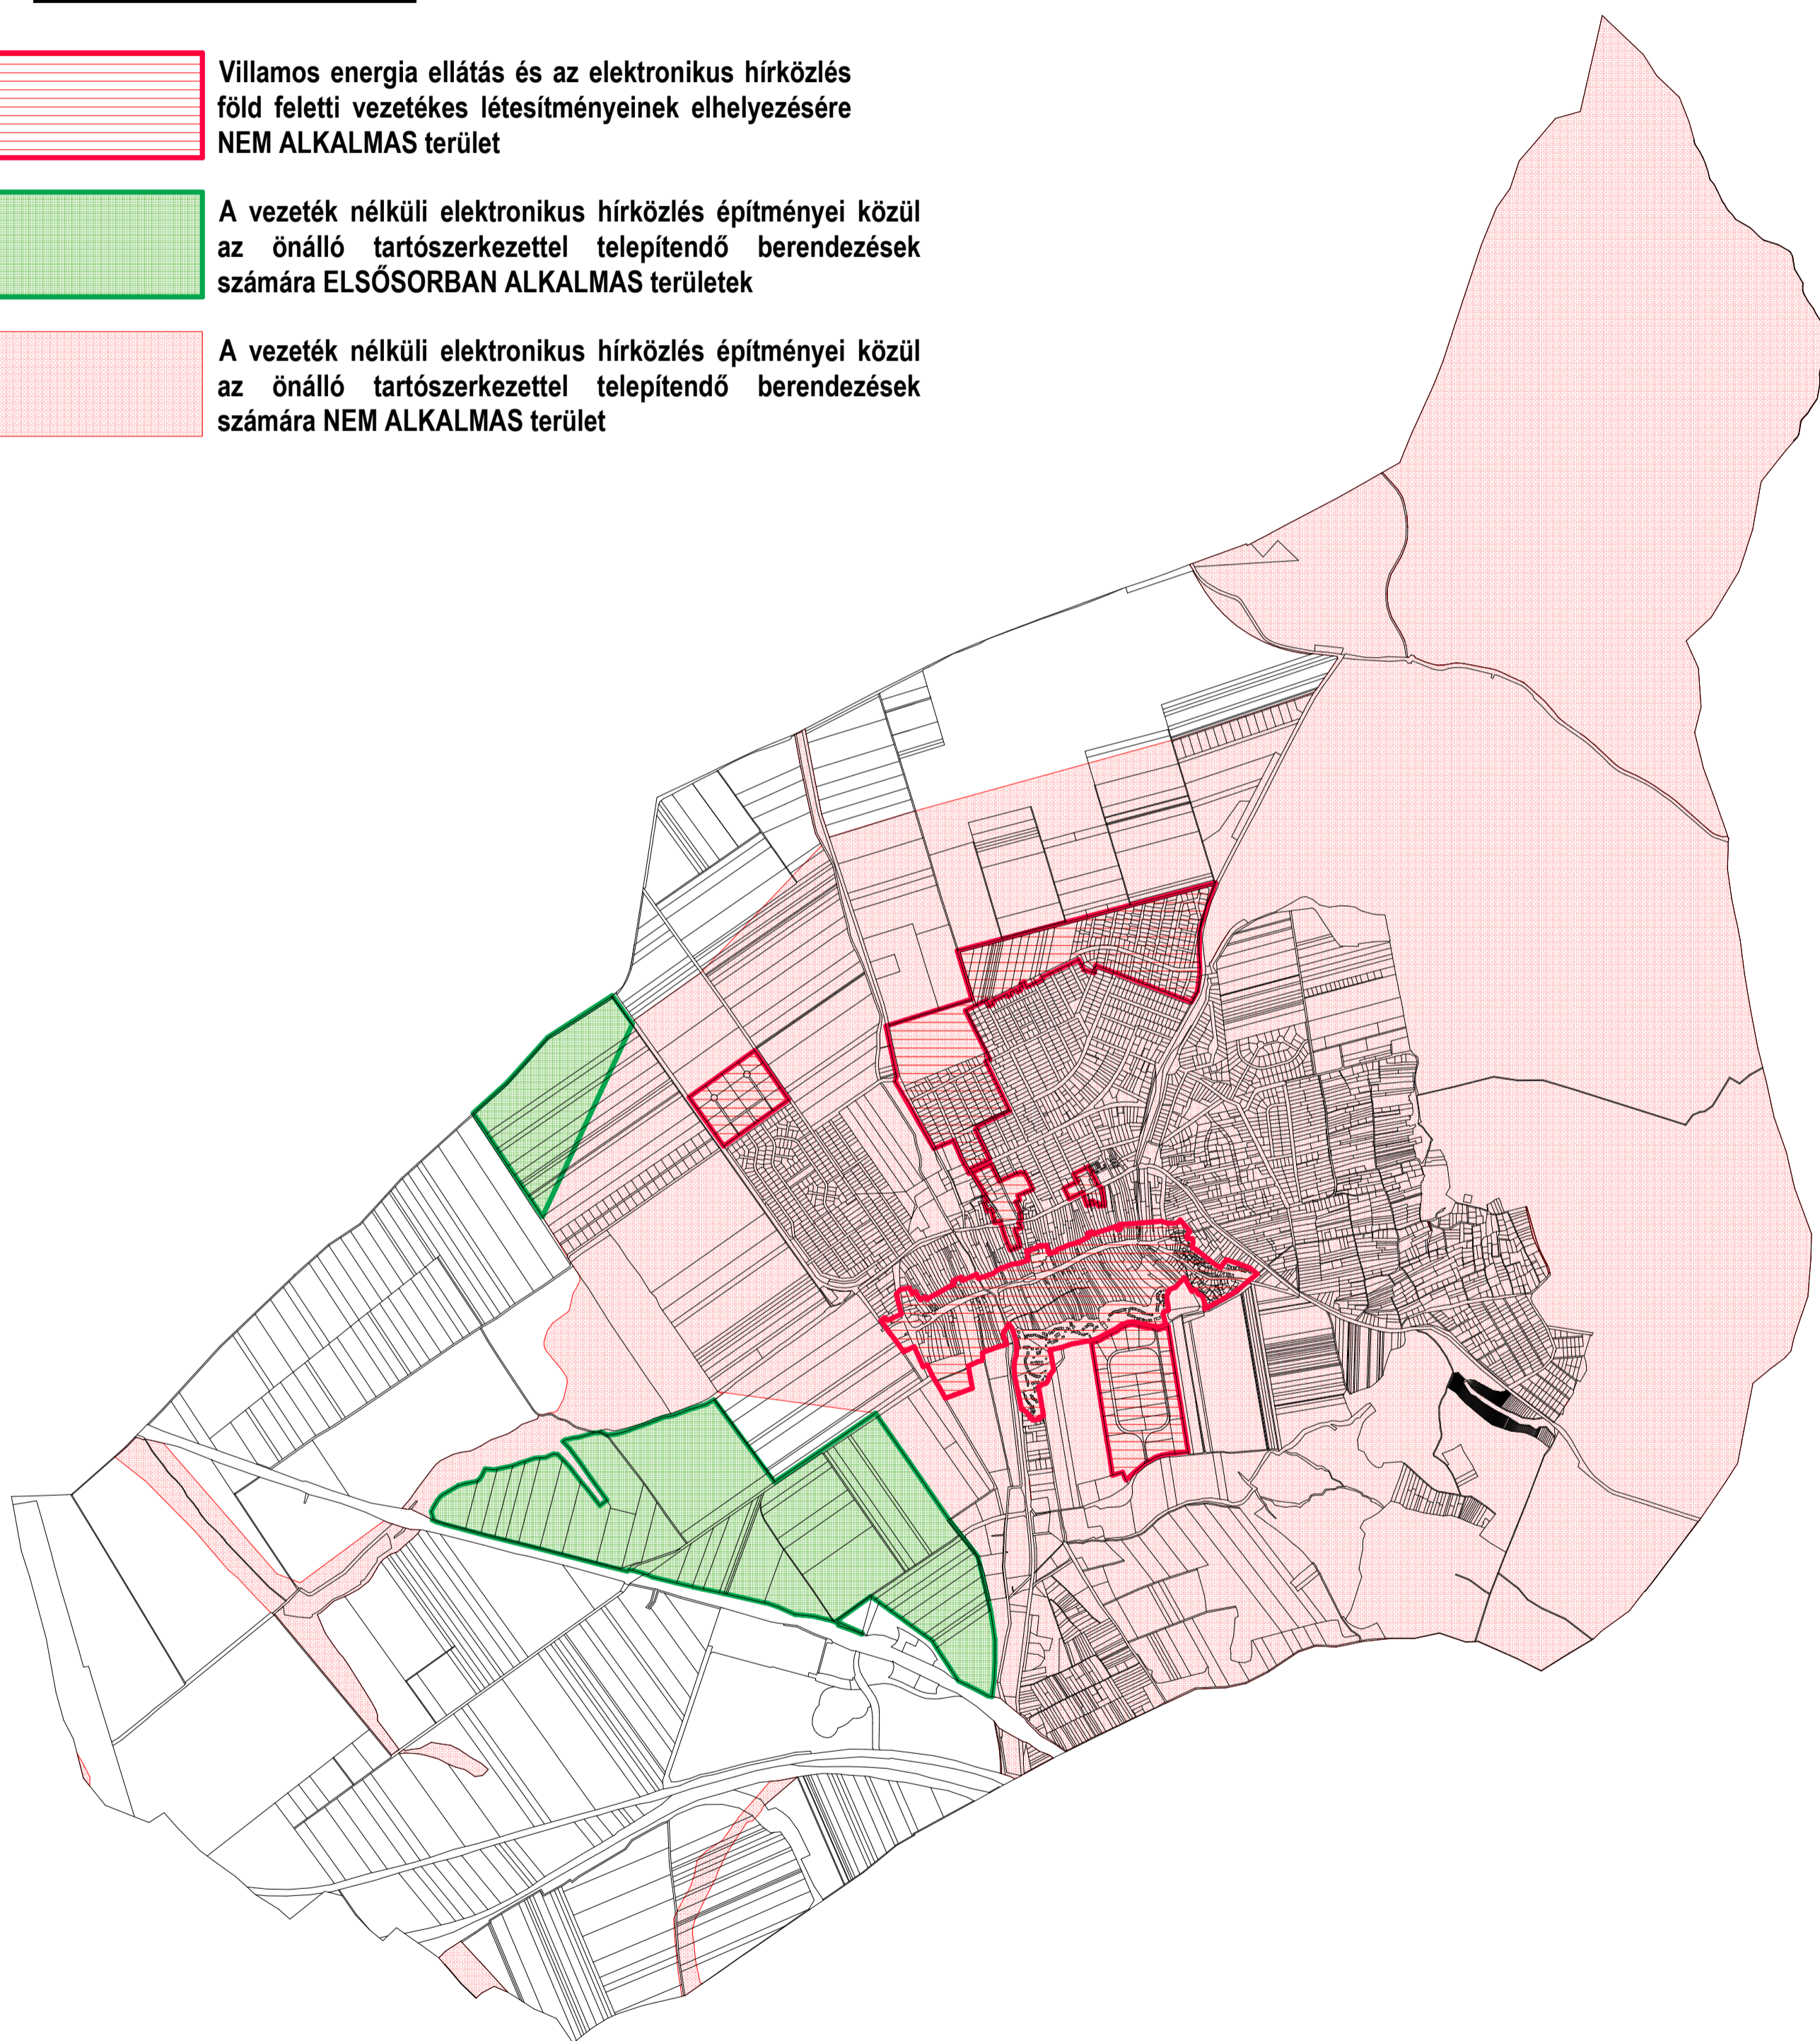 Villamos energia ellátás és az elektronikus hírközlés
föld feletti vezetékes létesítményeinek elhelyezésére
NEM ALKALMAS terület
A vezeték nélküli elektronikus hírközlés építményei közül
az önálló tartószerkezettel telepítendő berendezések
számára ELSŐSORBAN ALKALMAS területek
A vezeték nélküli elektronikus hírközlés építményei közül
az önálló tartószerkezettel telepítendő berendezések
számára NEM ALKALMAS terület